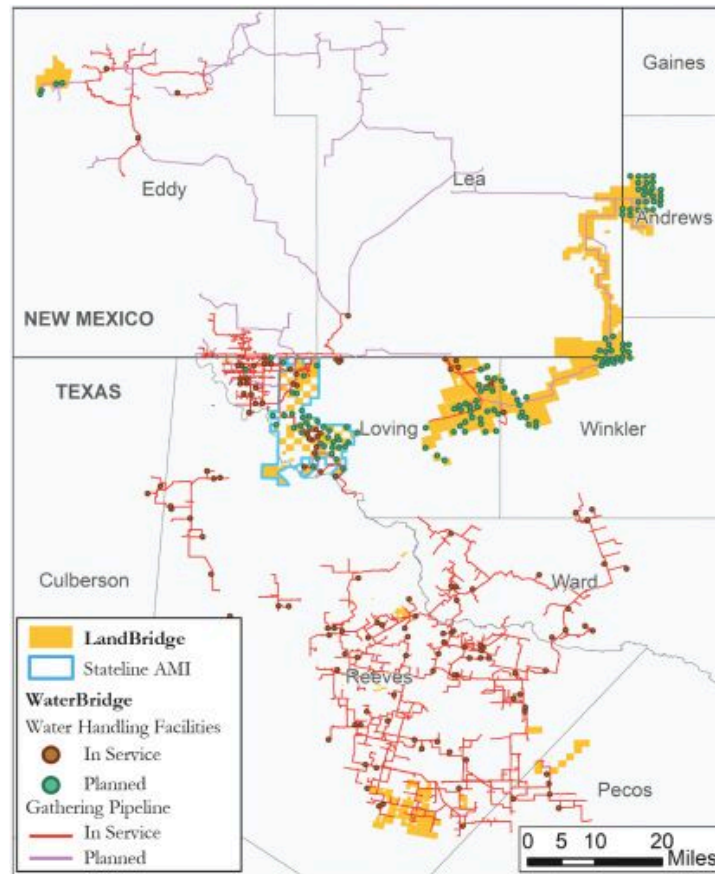 Gaines
Eddy
Lea
Andrews
NEW MEXICO
TEXAS
Loving
Winkler
Culberson
Ward
Reeves
Pecos
LandBridge
Stateline AMI
WaterBridge
Water Handling Facilities
In Service
Planned
Gathering Pipeline
In Service
Planned
0 5 10 20
Miles